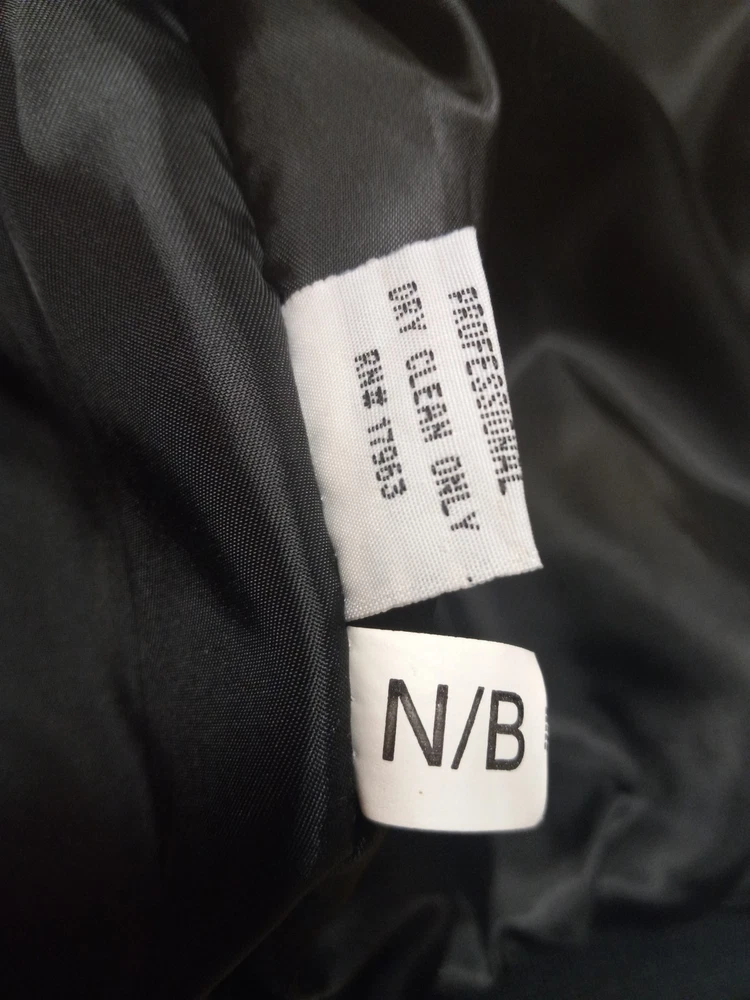 PROFESSIONAL
DRY CLEAN ONLY
RN# 17963
N/B